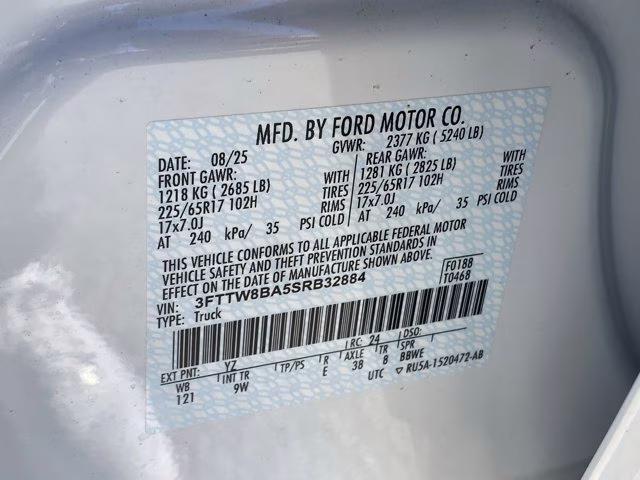 MFD. BY FORD MOTOR CO.
DATE: 08/25 GVWR: 2377 KG ( 5240 LB)
FRONT GAWR: REAR GAWR:
1218 KG ( 2685 LB) WITH 1281 KG ( 2825 LB) WITH
225/65R17 102H TIRES 225/65R17 102H TIRES
17x7.0J RIMS 17x7.0J RIMS
AT 240 kPa/ 35 PSI COLD AT 240 kPa/ 35 PSI COLD
THIS VEHICLE CONFORMS TO ALL APPLICABLE FEDERAL MOTOR
VEHICLE SAFETY AND THEFT PREVENTION STANDARDS IN
EFFECT ON THE DATE OF MANUFACTURE SHOWN ABOVE.
VIN: 3FTTW8BA5SRB32884 F0188
TYPE: Truck T0468
EXT PNT: YZ RC: 24 DSO:
WB INT TR TP/PS R AXLE TR SPR
121 9W E 38 8 BBWE
UTC ▽ RU5A-1520472-AB